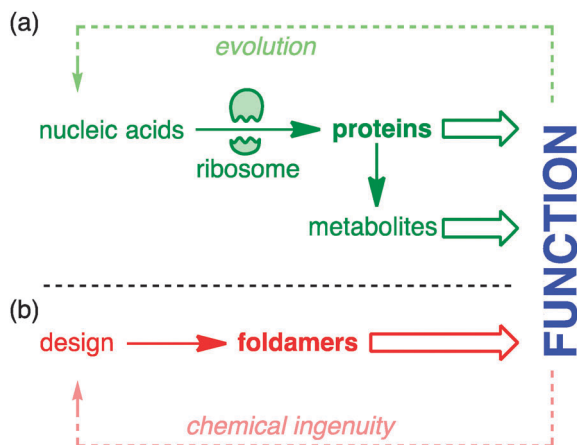 (a)
evolution
nucleic acids
proteins
ribosome
metabolites
FUNCTION
(b)
design
foldamers
chemical ingenuity